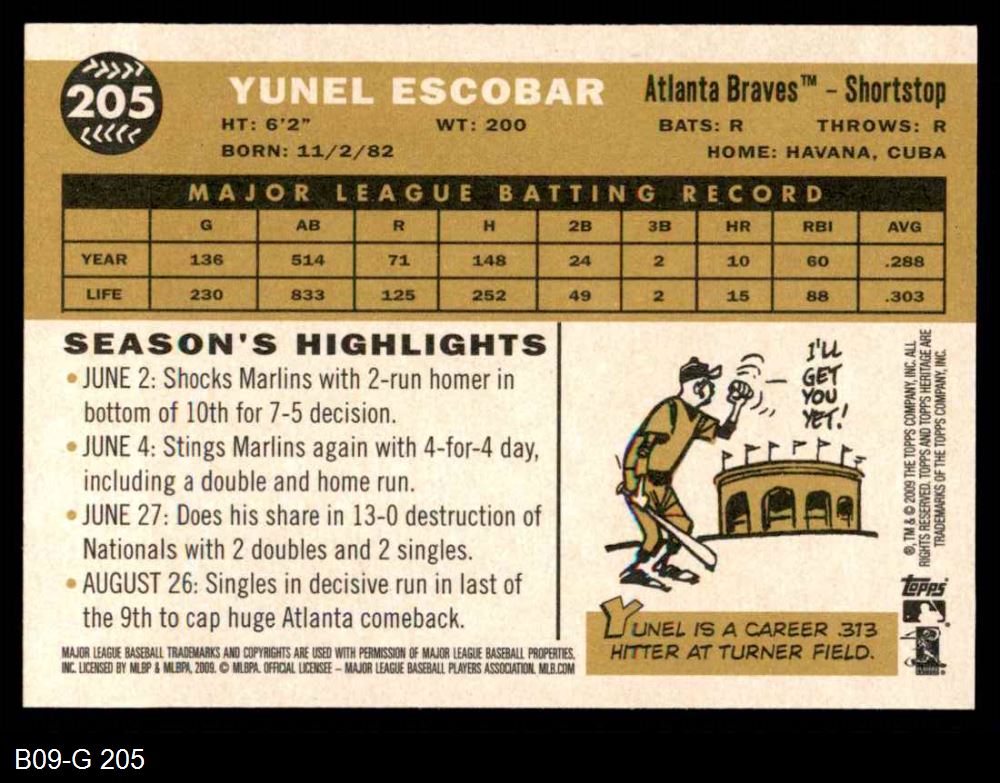 205
YUNEL ESCOBAR
Atlanta Braves™ – Shortstop
HT: 6'2" WT: 200 BATS: R THROWS: R
BORN: 11/2/82 HOME: HAVANA, CUBA
MAJOR LEAGUE BATTING RECORD
G AB R H 2B 3B HR RBI AVG
YEAR 136 514 71 148 24 2 10 60 .288
LIFE 230 833 125 252 49 2 15 88 .303
SEASON'S HIGHLIGHTS
• JUNE 2: Shocks Marlins with 2-run homer in
bottom of 10th for 7-5 decision.
• JUNE 4: Stings Marlins again with 4-for-4 day,
including a double and home run.
• JUNE 27: Does his share in 13-0 destruction of
Nationals with 2 doubles and 2 singles.
• AUGUST 26: Singles in decisive run in last of
the 9th to cap huge Atlanta comeback.
MAJOR LEAGUE BASEBALL TRADEMARKS AND COPYRIGHTS ARE USED WITH PERMISSION OF MAJOR LEAGUE BASEBALL PROPERTIES,
INC. LICENSED BY MLBP & MLBPA, 2009. © MLBPA. OFFICIAL LICENSEE – MAJOR LEAGUE BASEBALL PLAYERS ASSOCIATION. MLB.COM
I'LL
GET
YOU
YET!
YUNEL IS A CAREER .313
HITTER AT TURNER FIELD.
®, TM & © 2009 THE TOPPS COMPANY, INC. ALL
RIGHTS RESERVED. TOPPS AND TOPPS HERITAGE ARE
TRADEMARKS OF THE TOPPS COMPANY, INC.
topps
B09-G 205